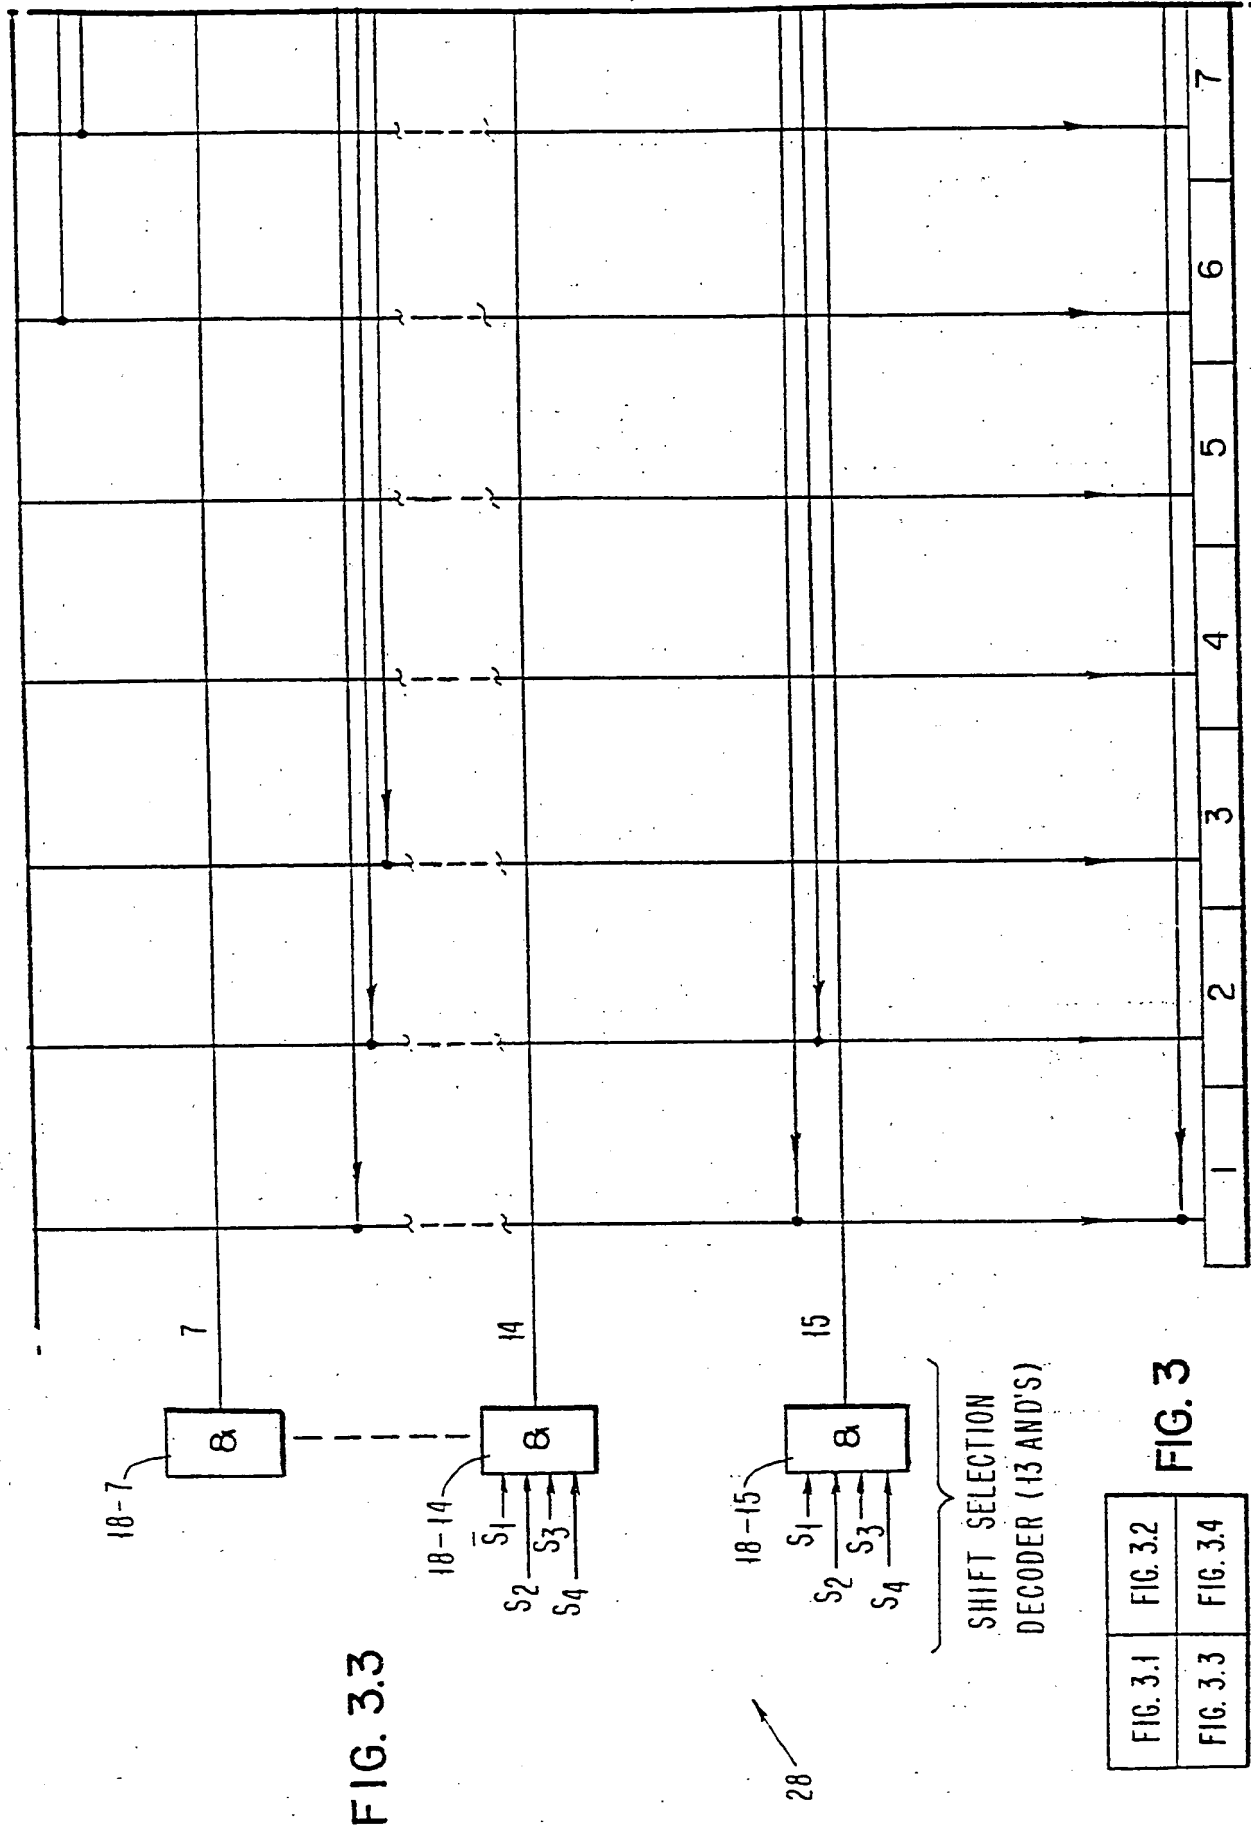 FIG. 3.3
18-7
&
7
18-14
&
14
S̅1
S2
S3
S4
18-15
&
15
S1
S2
S3
S4
28
SHIFT SELECTION
DECODER (13 AND'S)
1 2 3 4 5 6 7
FIG. 3.1 FIG. 3.2
FIG. 3.3 FIG. 3.4
FIG. 3